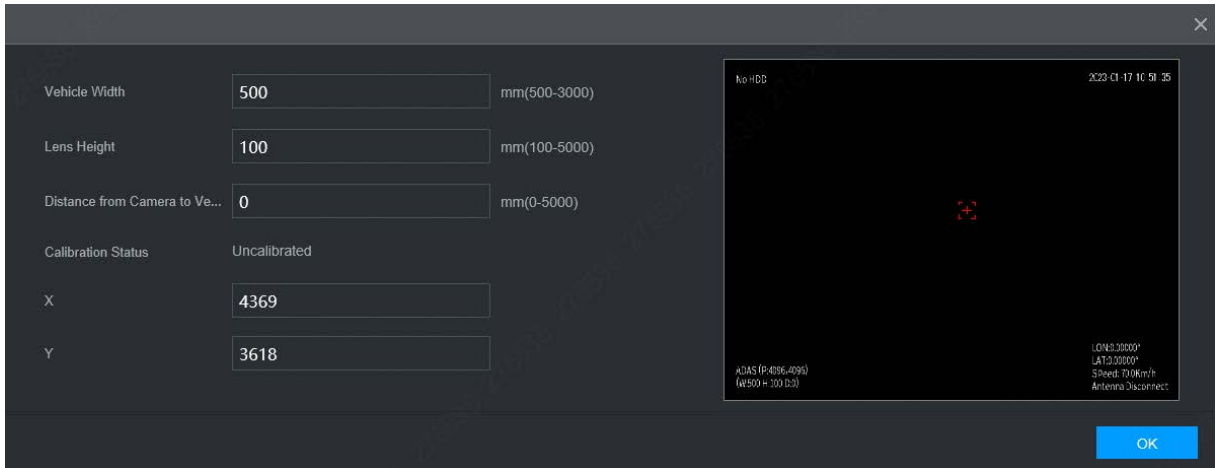 Vehicle Width
500
mm(500-3000)
Lens Height
100
mm(100-5000)
Distance from Camera to Ve...
0
mm(0-5000)
Calibration Status
Uncalibrated
X
4369
Y
3618
No HDD
2023-01-17 10:51:35
ADAS (P:4096,4096)
(W:500 H:100 D:0)
LON:0.00000°
LAT:0.00000°
SPeed: 70.0Km/h
Antenna Disconnect
OK